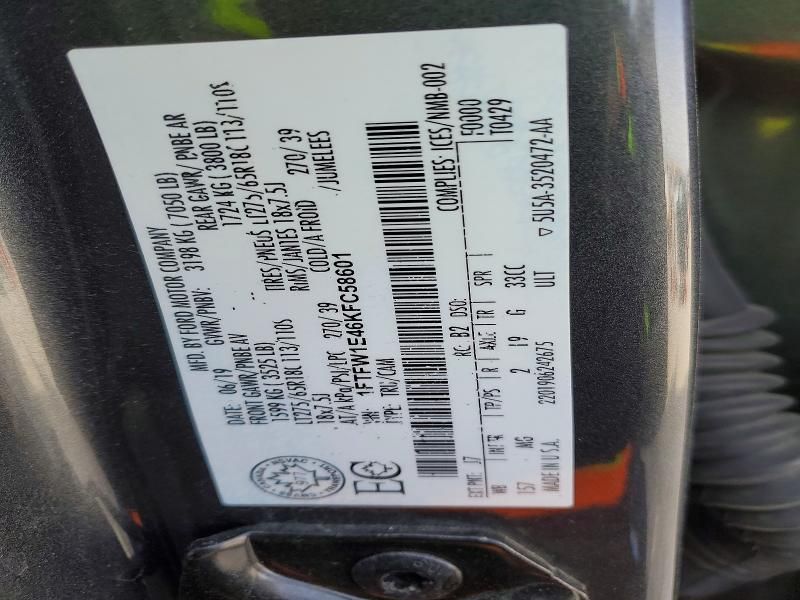 MFD. BY FORD MOTOR COMPANY
DATE: 06/19 GVWR/PNBV: 3198 KG ( 7050 LB)
FRONT GAWR/PNBE AV REAR GAWR/ PNBE AR
1599 KG ( 3525 LB) 1724 KG ( 3800 LB)
LT275/65R18C 113/110S TIRES/PNEUS LT275/65R18C 113/110S
18x7.5J RIMS/JANTES 18x7.5J
AT/A kPa/PSI/LPC 270/ 39 COLD/A FROID 270/ 39
VIN: 1FTFW1E46KFC58601 /JUMELEES
TYPE: TRK/CAM
EC
COMPLIES: ICES/NMB-002
EXT PNT: J7 RC: B2 DSO: F0000
WB INT TR TP/PS R AXLE TR SPR T0429
157 MG 2 19 G 33CC
2201906242675 ULT
MADE IN U.S.A. ▽ 5U5A-3520472-AA